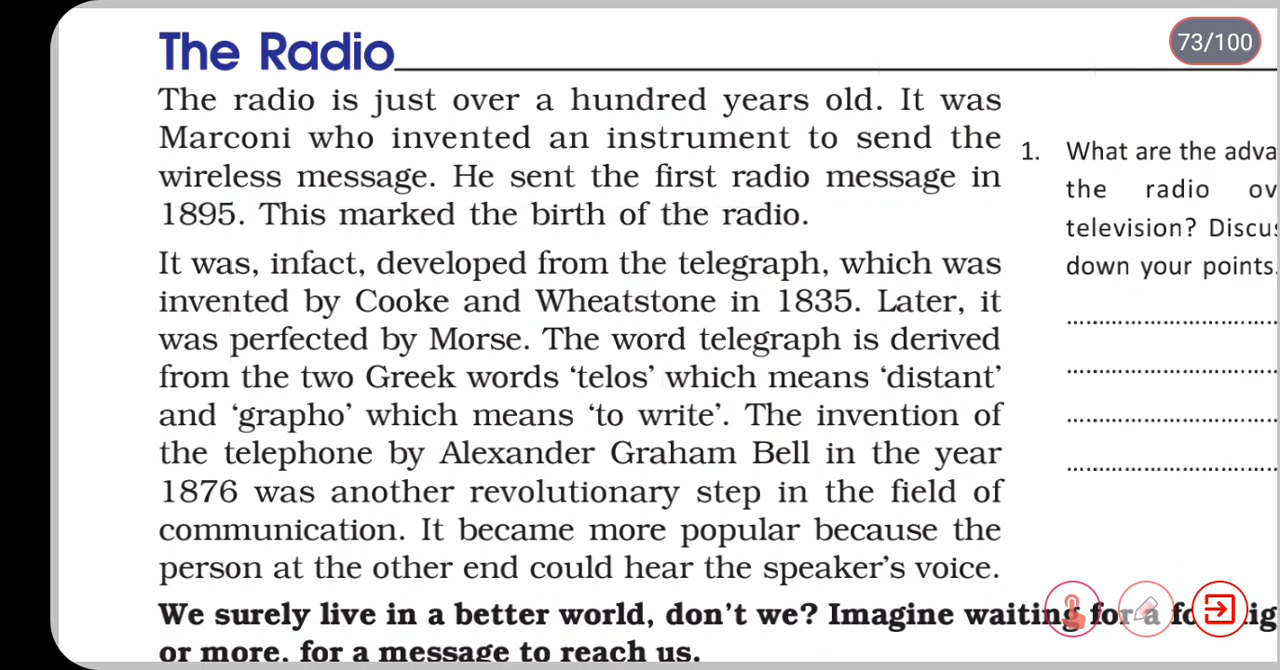 The Radio
73/100
The radio is just over a hundred years old. It was
Marconi who invented an instrument to send the
wireless message. He sent the first radio message in
1895. This marked the birth of the radio.
It was, infact, developed from the telegraph, which was
invented by Cooke and Wheatstone in 1835. Later, it
was perfected by Morse. The word telegraph is derived
from the two Greek words ‘telos’ which means ‘distant’
and ‘grapho’ which means ‘to write’. The invention of
the telephone by Alexander Graham Bell in the year
1876 was another revolutionary step in the field of
communication. It became more popular because the
person at the other end could hear the speaker’s voice.
We surely live in a better world, don’t we? Imagine waiting for a
or more, for a message to reach us.
1. What are the
the radio
television?
down your points.